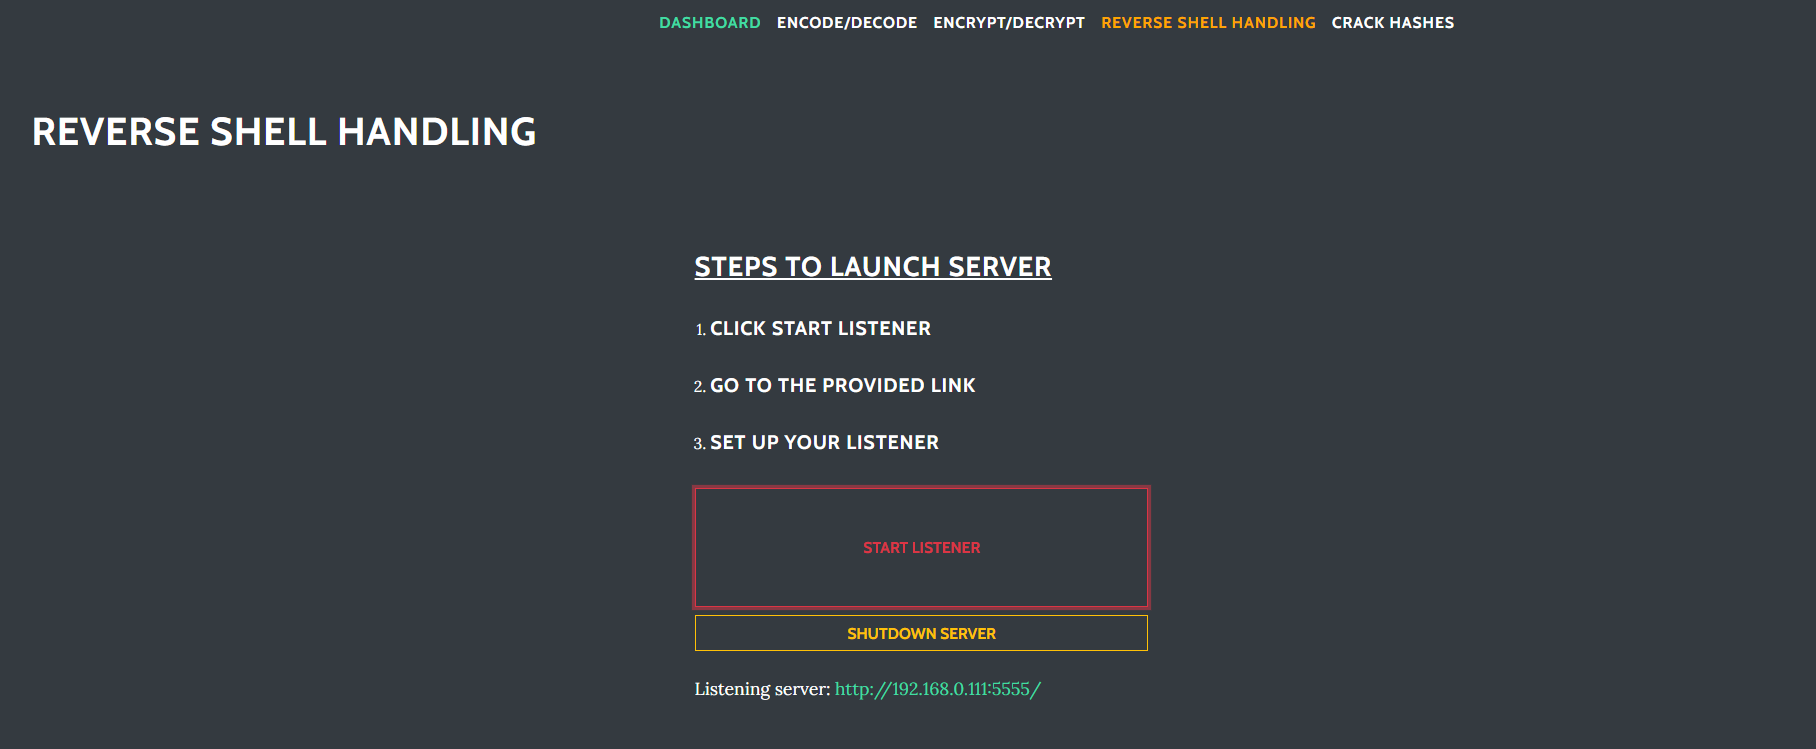 DASHBOARD ENCODE/DECODE ENCRYPT/DECRYPT REVERSE SHELL HANDLING CRACK HASHES
REVERSE SHELL HANDLING
STEPS TO LAUNCH SERVER
1. CLICK START LISTENER
2. GO TO THE PROVIDED LINK
3. SET UP YOUR LISTENER
START LISTENER
SHUTDOWN SERVER
Listening server: http://192.168.0.111:5555/